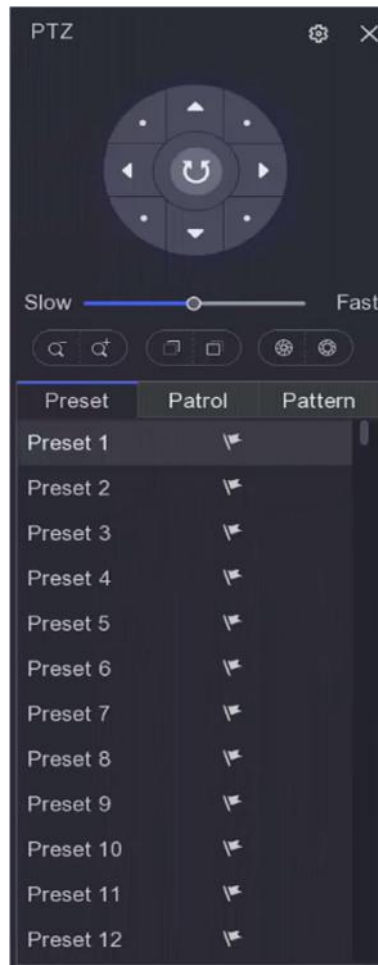 PTZ
Slow Fast
Preset Patrol Pattern
Preset 1
Preset 2
Preset 3
Preset 4
Preset 5
Preset 6
Preset 7
Preset 8
Preset 9
Preset 10
Preset 11
Preset 12